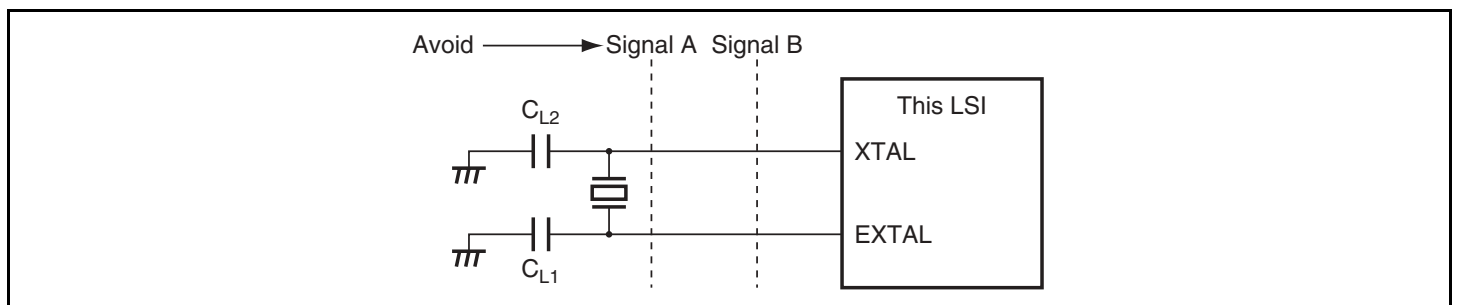 Avoid Signal A Signal B
This LSI
CL2
XTAL
EXTAL
CL1